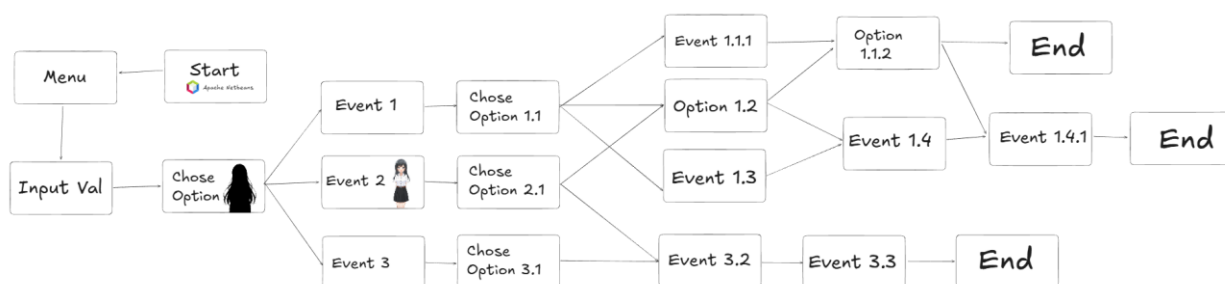 Menu
Start
Apache Netbeans
Input Val
Chose
Option
Event 1
Event 2
Event 3
Chose
Option 1.1
Chose
Option 2.1
Chose
Option 3.1
Event 1.1.1
Option 1.2
Event 1.3
Event 3.2
Option
1.1.2
Event 1.4
Event 3.3
End
Event 1.4.1
End
End